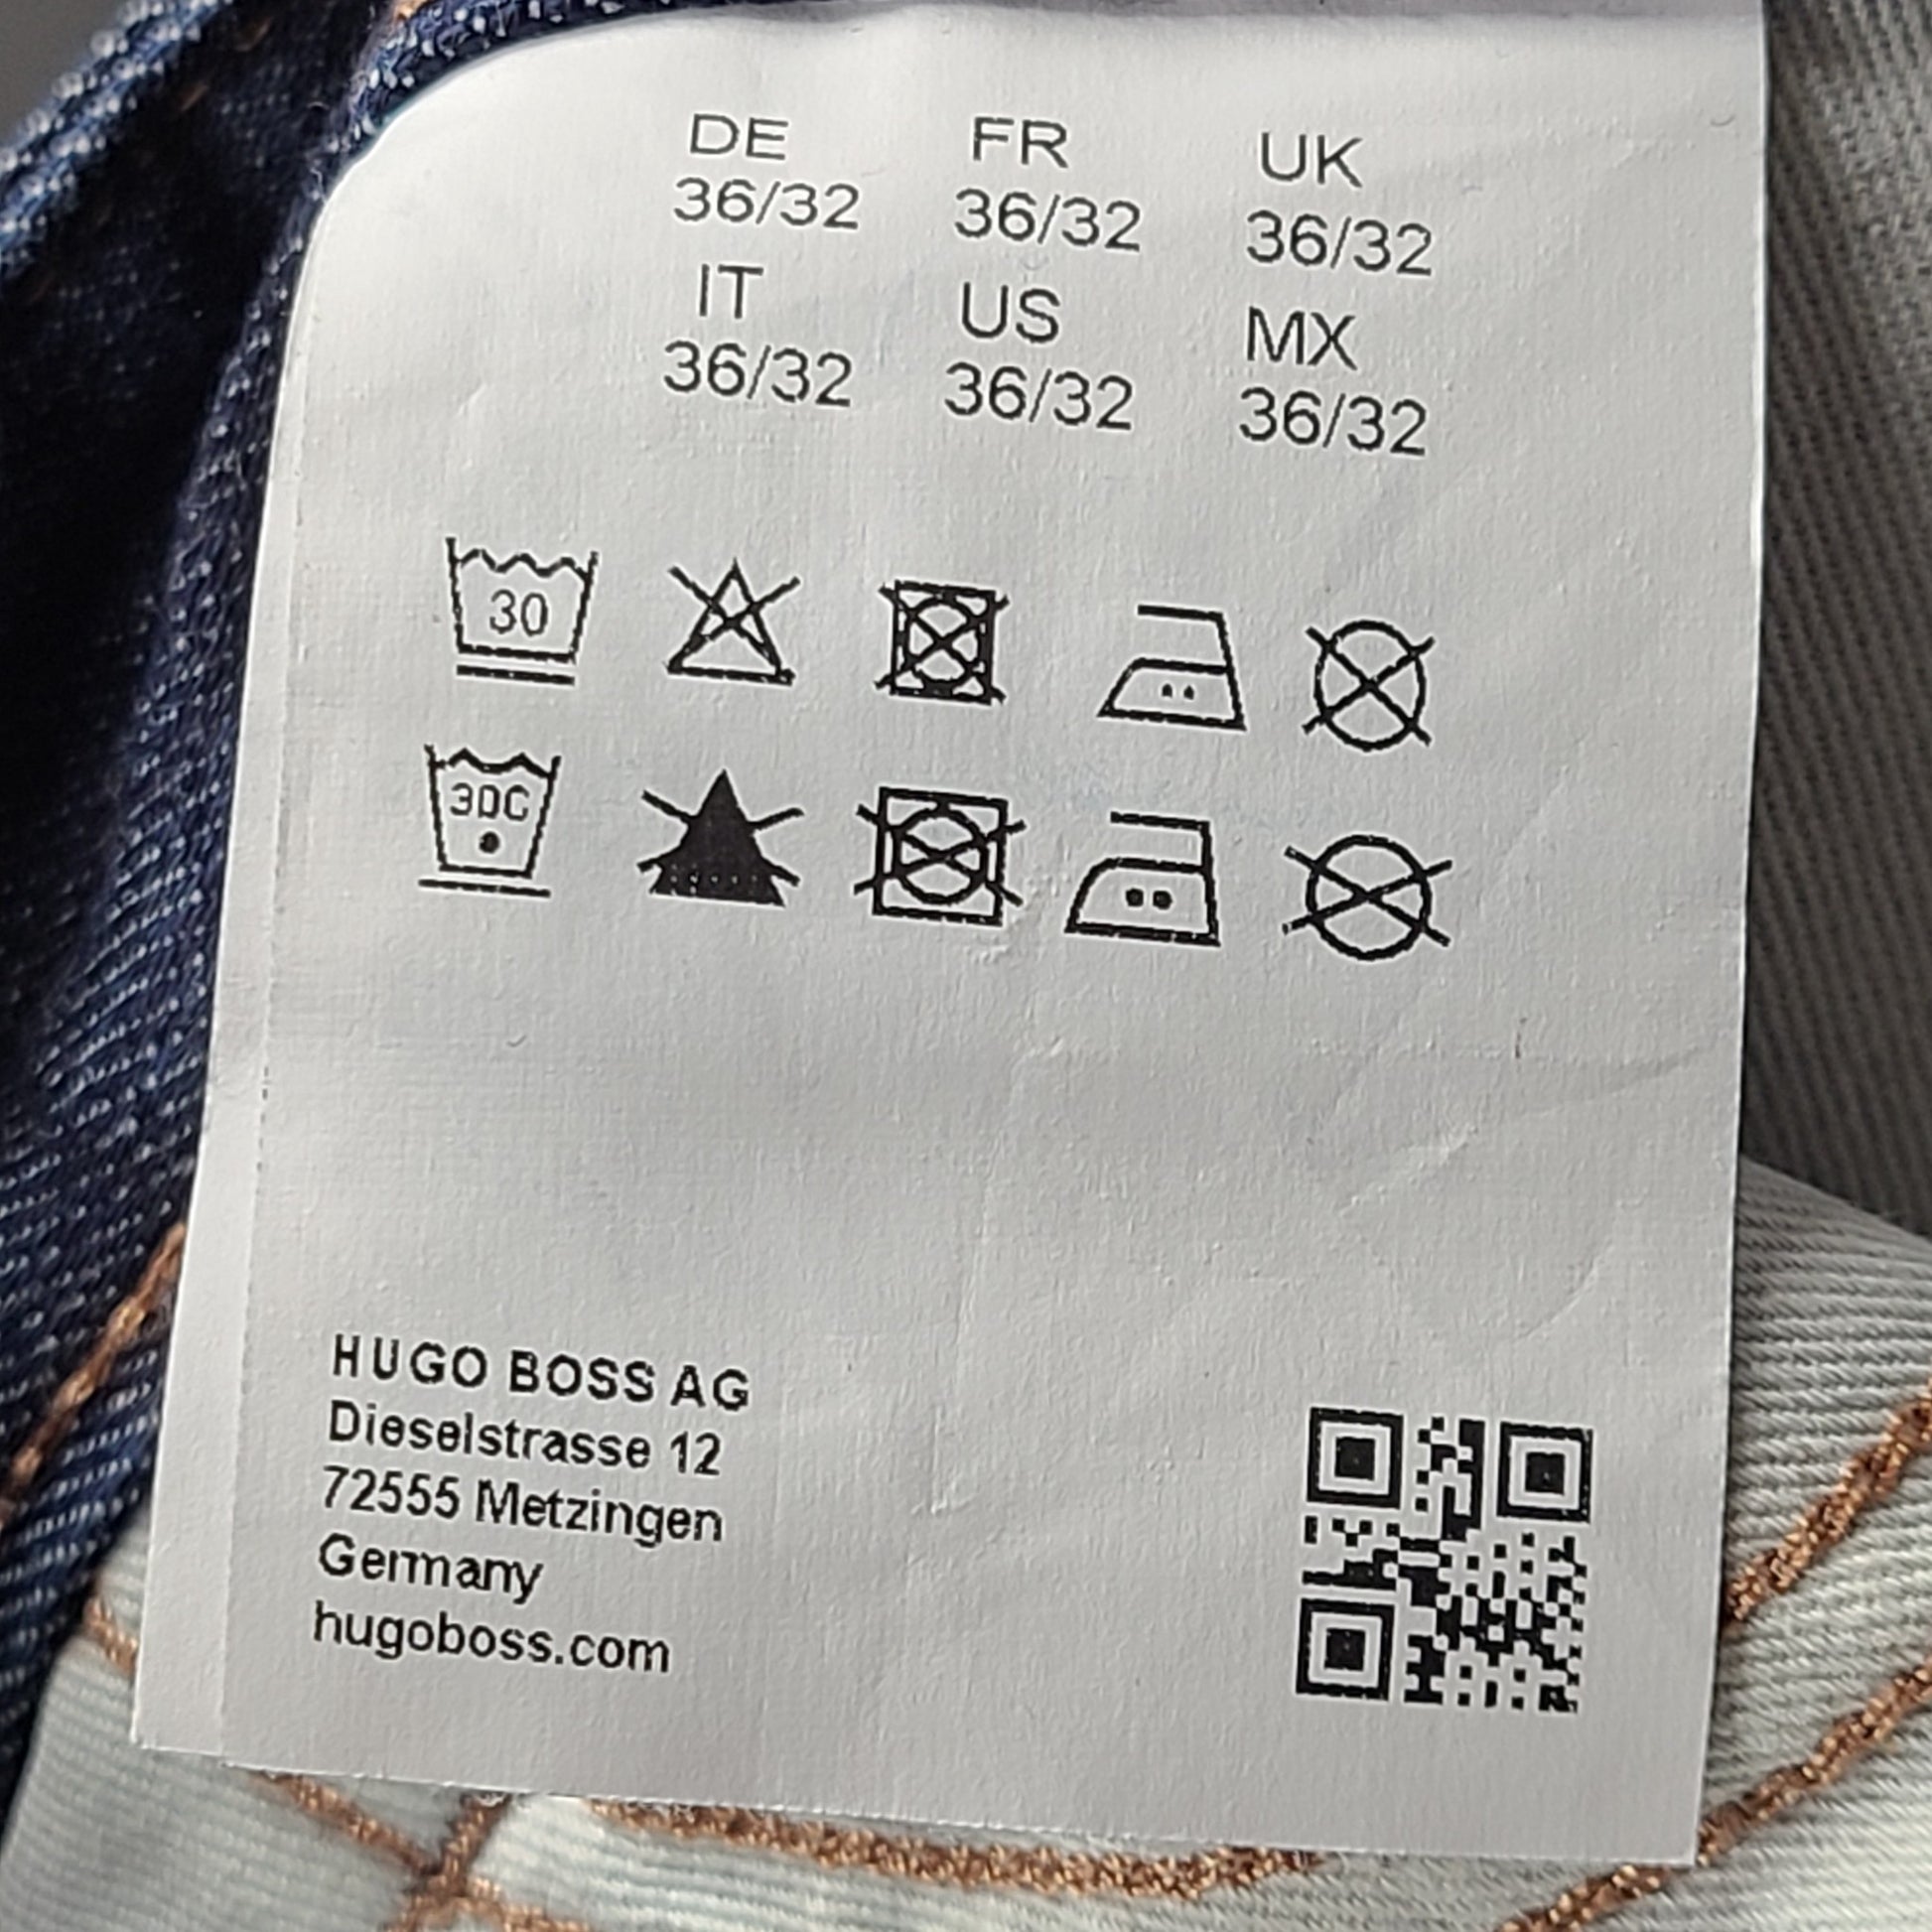 DE FR UK
36/32 36/32 36/32
IT US MX
36/32 36/32 36/32
30
30C
HUGO BOSS AG
Dieselstrasse 12
72555 Metzingen
Germany
hugoboss.com